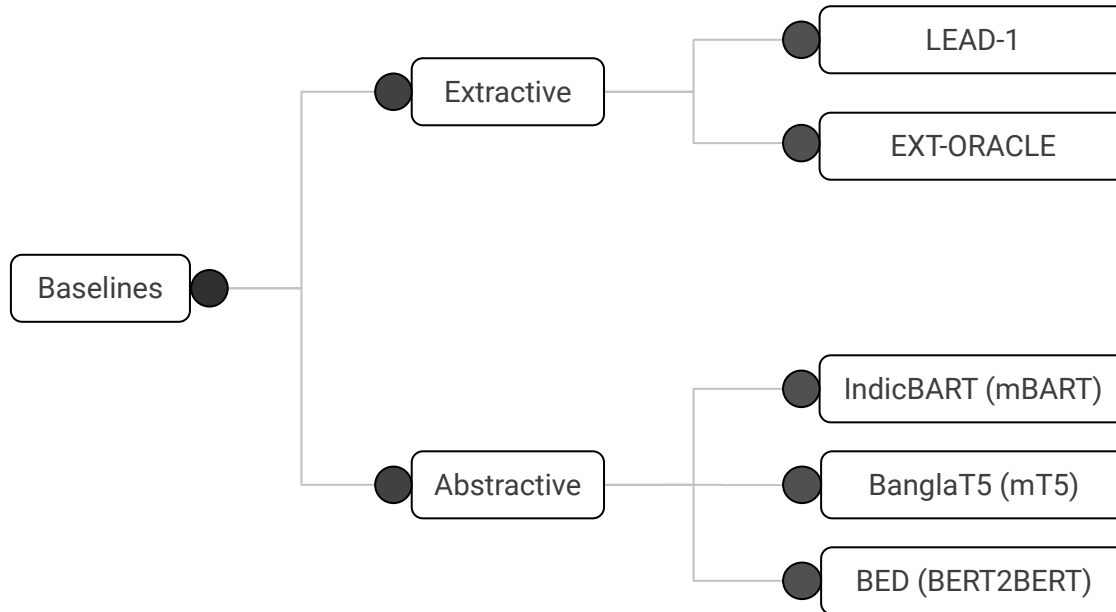 LEAD-1
Extractive
EXT-ORACLE
Baselines
IndicBART (mBART)
Abstractive
BanglaT5 (mT5)
BED (BERT2BERT)